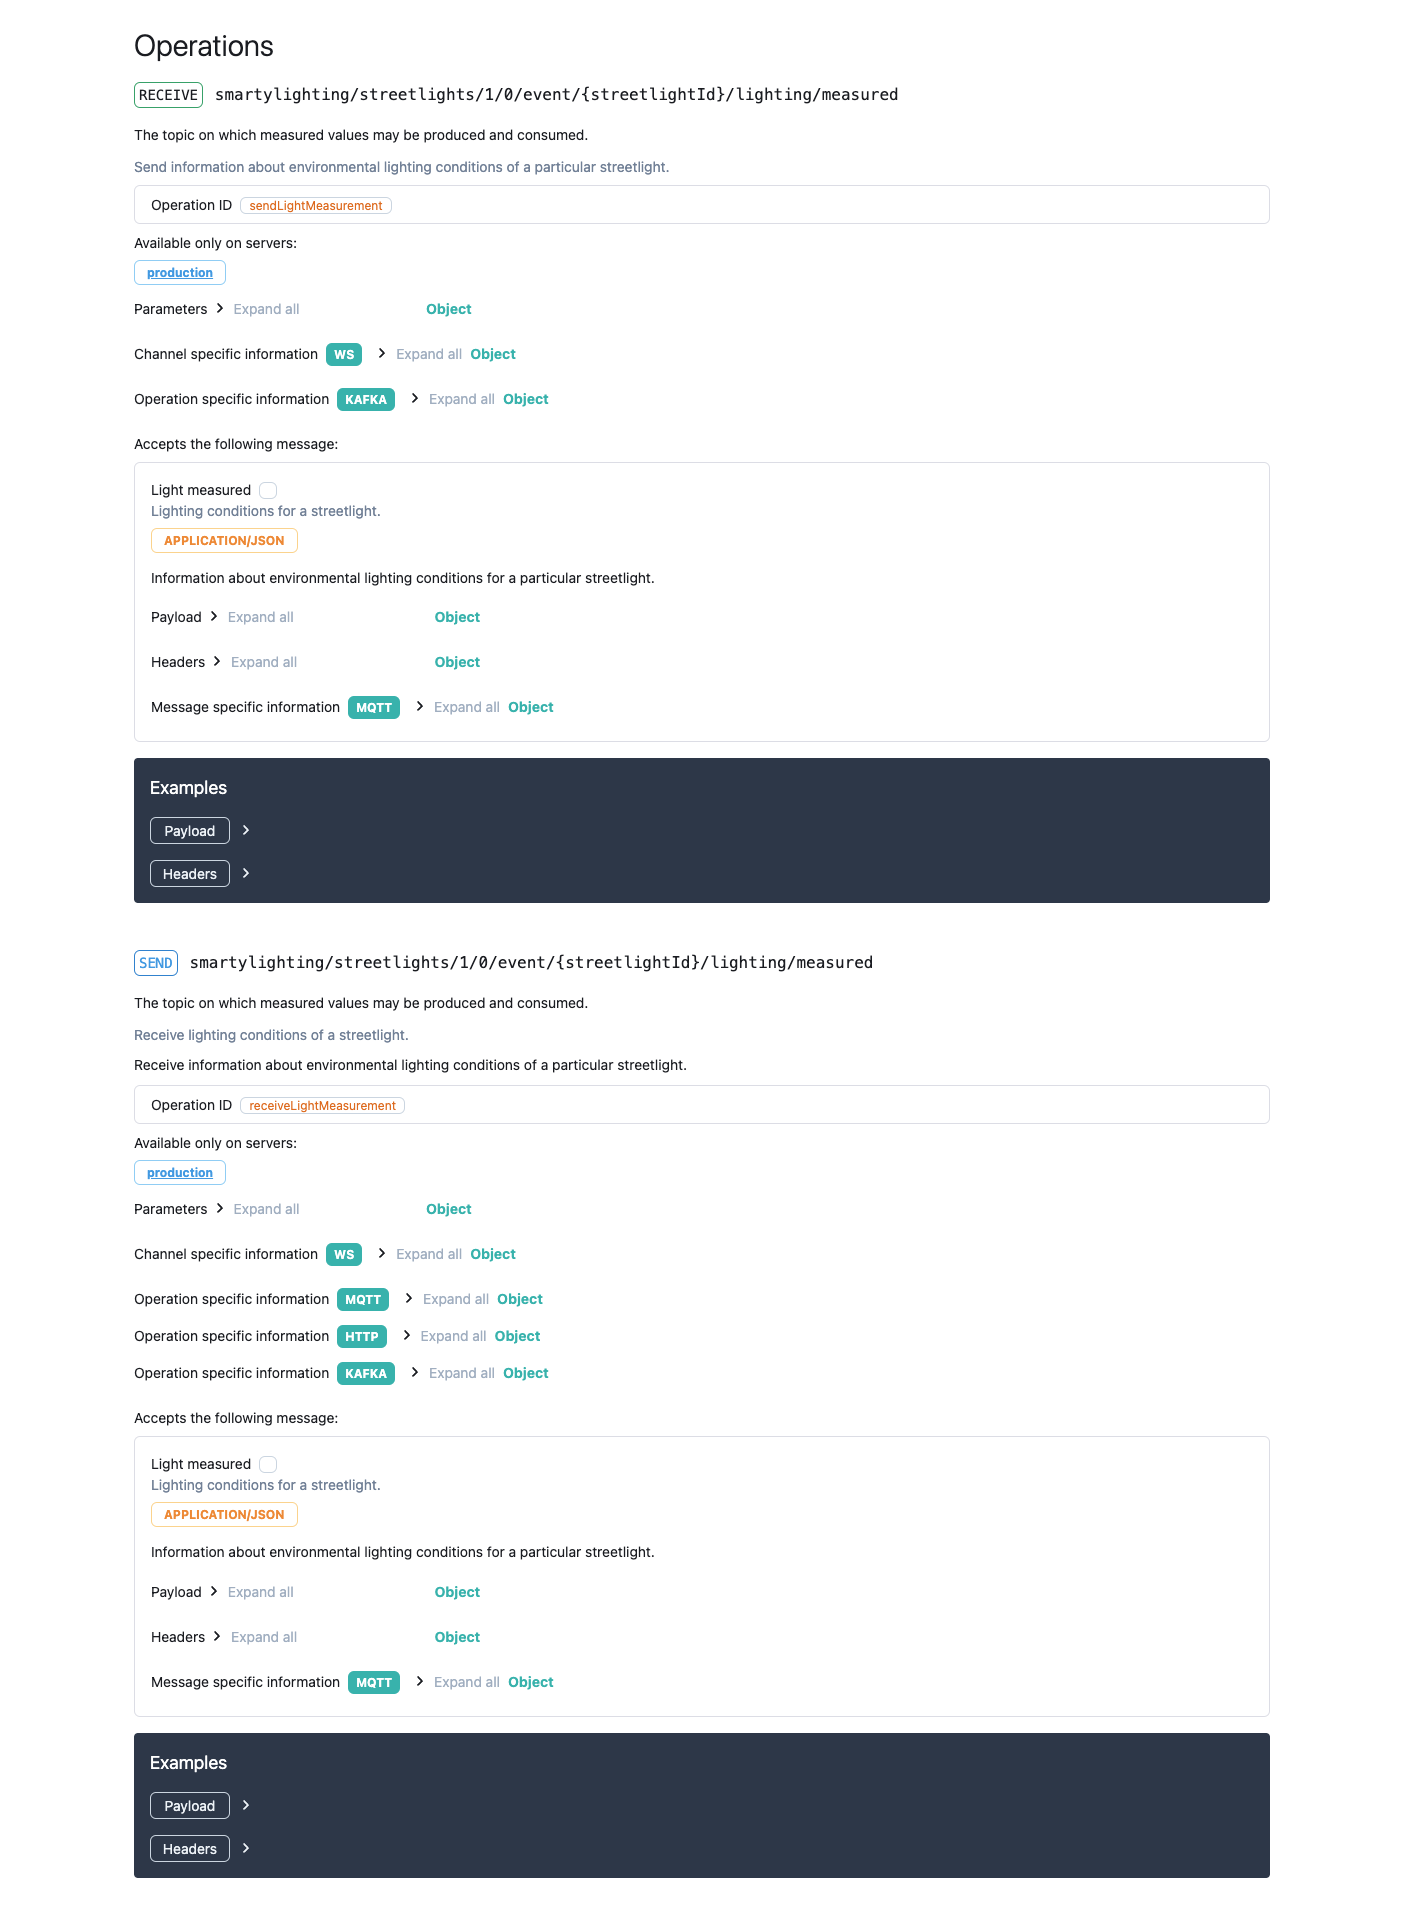 Operations
RECEIVE smartylighting/streetlights/1/0/event/{streetlightId}/lighting/measured
The topic on which measured values may be produced and consumed.
Send information about environmental lighting conditions of a particular streetlight.
Operation ID sendLightMeasurement
Available only on servers:
production
Parameters Expand all Object
Channel specific information WS Expand all Object
Operation specific information KAFKA Expand all Object
Accepts the following message:
Light measured
Lighting conditions for a streetlight.
APPLICATION/JSON
Information about environmental lighting conditions for a particular streetlight.
Payload Expand all Object
Headers Expand all Object
Message specific information MQTT Expand all Object
Examples
Payload
Headers
SEND smartylighting/streetlights/1/0/event/{streetlightId}/lighting/measured
The topic on which measured values may be produced and consumed.
Receive lighting conditions of a streetlight.
Receive information about environmental lighting conditions of a particular streetlight.
Operation ID receiveLightMeasurement
Available only on servers:
production
Parameters Expand all Object
Channel specific information WS Expand all Object
Operation specific information MQTT Expand all Object
Operation specific information HTTP Expand all Object
Operation specific information KAFKA Expand all Object
Accepts the following message:
Light measured
Lighting conditions for a streetlight.
APPLICATION/JSON
Information about environmental lighting conditions for a particular streetlight.
Payload Expand all Object
Headers Expand all Object
Message specific information MQTT Expand all Object
Examples
Payload
Headers